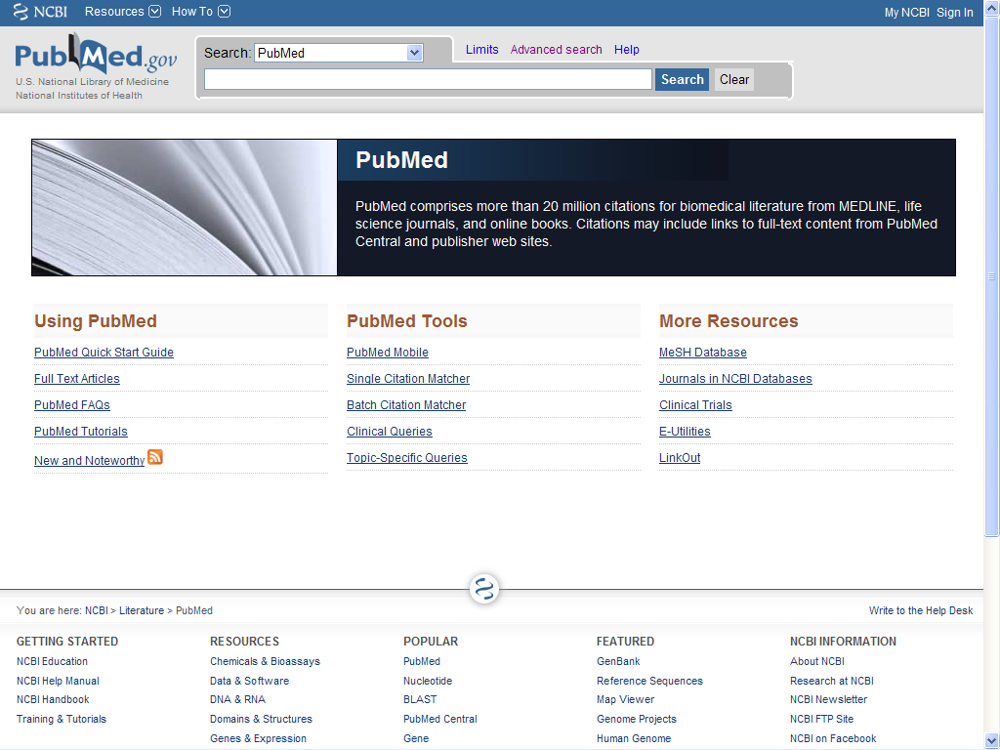 NCBI Resources How To My NCBI Sign In
PubMed.gov
U.S. National Library of Medicine
National Institutes of Health
Search: PubMed
Limits Advanced search Help
Search Clear
PubMed
PubMed comprises more than 20 million citations for biomedical literature from MEDLINE, life
science journals, and online books. Citations may include links to full-text content from PubMed
Central and publisher web sites.
Using PubMed
PubMed Quick Start Guide
Full Text Articles
PubMed FAQs
PubMed Tutorials
New and Noteworthy
PubMed Tools
PubMed Mobile
Single Citation Matcher
Batch Citation Matcher
Clinical Queries
Topic-Specific Queries
More Resources
MeSH Database
Journals in NCBI Databases
Clinical Trials
E-Utilities
LinkOut
You are here: NCBI > Literature > PubMed
Write to the Help Desk
GETTING STARTED
NCBI Education
NCBI Help Manual
NCBI Handbook
Training & Tutorials
RESOURCES
Chemicals & Bioassays
Data & Software
DNA & RNA
Domains & Structures
Genes & Expression
POPULAR
PubMed
Nucleotide
BLAST
PubMed Central
Gene
FEATURED
GenBank
Reference Sequences
Map Viewer
Genome Projects
Human Genome
NCBI INFORMATION
About NCBI
Research at NCBI
NCBI Newsletter
NCBI FTP Site
NCBI on Facebook